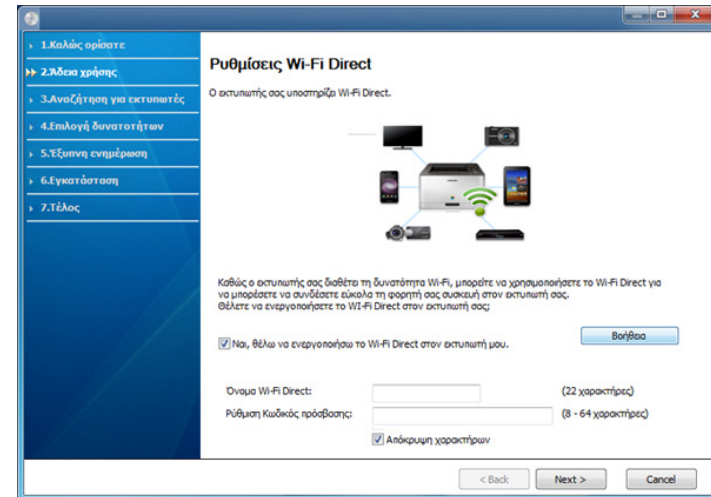 1.Καλώς ορίσατε
2.Άδεια χρήσης
3.Αναζήτηση για εκτυπωτές
4.Επιλογή δυνατοτήτων
5.Έξυπνη ενημέρωση
6.Εγκατάσταση
7.Τέλος
Ρυθμίσεις Wi-Fi Direct
Ο εκτυπωτής σας υποστηρίζει Wi-Fi Direct.
Καθώς ο εκτυπωτής σας διαθέτει τη δυνατότητα Wi-Fi, μπορείτε να χρησιμοποιήσετε το Wi-Fi Direct για
να μπορέσετε να συνδέσετε εύκολα τη φορητή σας συσκευή στον εκτυπωτή σας.
Θέλετε να ενεργοποιήσετε το WI-Fi Direct στον εκτυπωτή σας;
Βοήθεια
Ναι, θέλω να ενεργοποιήσω το Wi-Fi Direct στον εκτυπωτή μου.
Όνομα Wi-Fi Direct: (22 χαρακτήρες)
Ρύθμιση Κωδικός πρόσβασης: (8 - 64 χαρακτήρες)
Απόκρυψη χαρακτήρων
< Back Next > Cancel